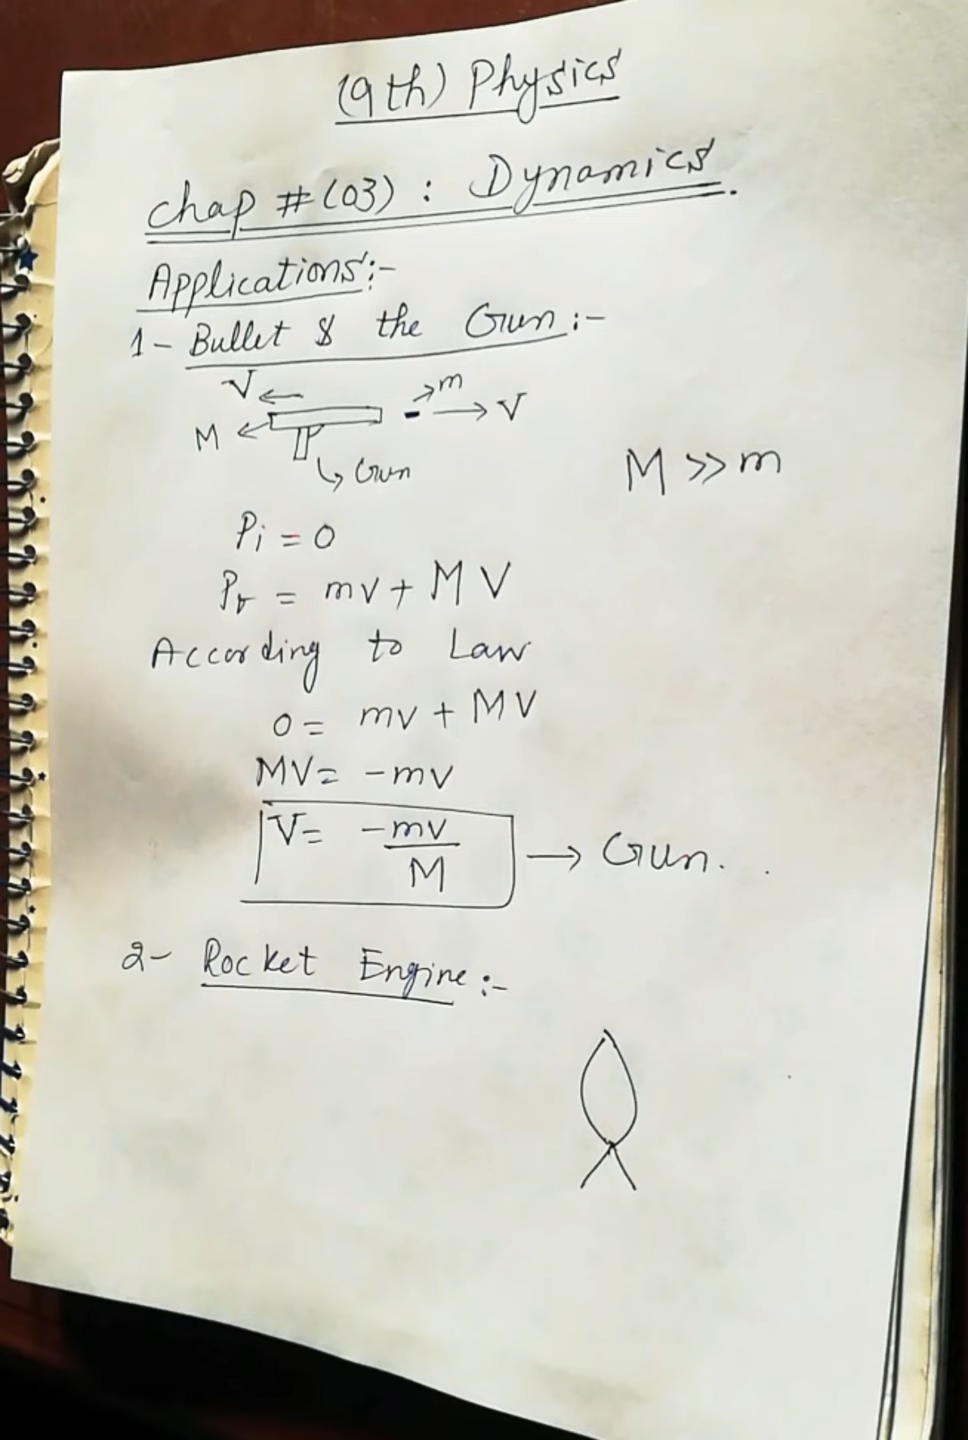 (9th) Physics
Chap # (03) : Dynamics.
Applications:-
1- Bullet & the Gun:-
V m
M V
Gun
M >> m
Pi = 0
Pf = mv + MV
According to Law
0 = mv + MV
MV = -mv
V = -mv/M → Gun.
2- Rocket Engine:-